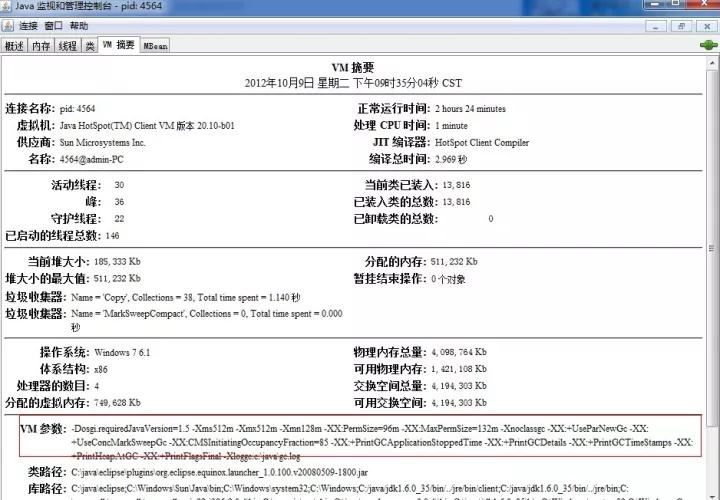 Java 监视和管理控制台 - pid: 4564
连接 窗口 帮助
概述 内存 线程 类 VM 摘要 MBean
VM 摘要
2012年10月9日 星期二 下午09时35分04秒 CST
连接名称: pid: 4564 正常运行时间: 2 hours 24 minutes
虚拟机: Java HotSpot(TM) Client VM 版本 20.10-b01 处理 CPU 时间: 1 minute
供应商: Sun Microsystems Inc. JIT 编译器: HotSpot Client Compiler
名称: 4564@admin-PC 编译总时间: 2.969 秒
活动线程: 30 当前类已装入: 13,816
峰: 36 已装入类的总数: 13,816
守护线程: 22 已卸载类的总数: 0
已启动的线程总数: 146
当前堆大小: 185,333 Kb 分配的内存: 511,232 Kb
堆大小的最大值: 511,232 Kb 暂挂结束操作: 0 个对象
垃圾收集器: Name = 'Copy', Collections = 38, Total time spent = 1.140 秒
垃圾收集器: Name = 'MarkSweepCompact', Collections = 0, Total time spent = 0.000
秒
操作系统: Windows 7 6.1 物理内存总量: 4,098,764 Kb
体系结构: x86 可用物理内存: 1,421,108 Kb
处理器的数目: 4 交换空间总量: 4,194,303 Kb
分配的虚拟内存: 749,628 Kb 可用交换空间: 4,194,303 Kb
VM 参数: -Dosgi.requiredJavaVersion=1.5 -Xms512m -Xmx512m -Xmn128m -XX:PermSize=96m -XX:MaxPermSize=132m -Xnoclassgc -XX:+UseParNewGc -XX:
+UseConcMarkSweepGc -XX:CMSInitiatingOccupancyFraction=85 -XX:+PrintGCApplicationStoppedTime -XX:+PrintGCDetails -XX:+PrintGCTimeStamps -XX:
+PrintHeapAtGC -XX:+PrintFlagsFinal -Xloggc:c:\java\gc.log
类路径: C:\java\eclipse\plugins\org.eclipse.equinox.launcher_1.0.100.v20080509-1800.jar
库路径: C:\java\eclipse;C:\Windows\Sun\Java\bin;C:\Windows\system32;C:\Windows;C:/java/jdk1.6.0_35/bin/../jre/bin/client;C:/java/jdk1.6.0_35/bin/../jre/bin;C: